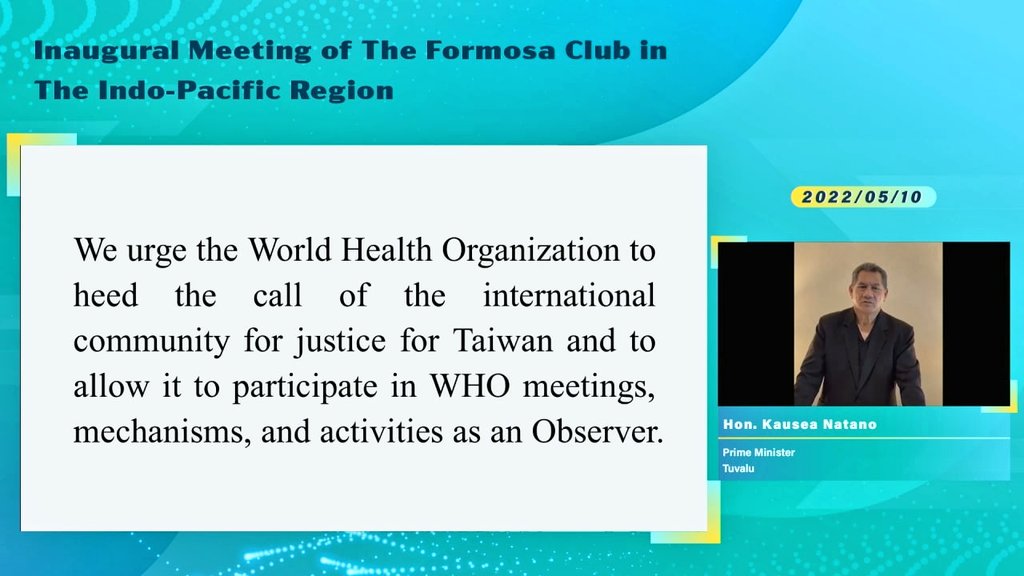 Inaugural Meeting of The Formosa Club in
The Indo-Pacific Region
We urge the World Health Organization to
heed the call of the international
community for justice for Taiwan and to
allow it to participate in WHO meetings,
mechanisms, and activities as an Observer.
2022/05/10
Hon. Kausea Natano
Prime Minister
Tuvalu